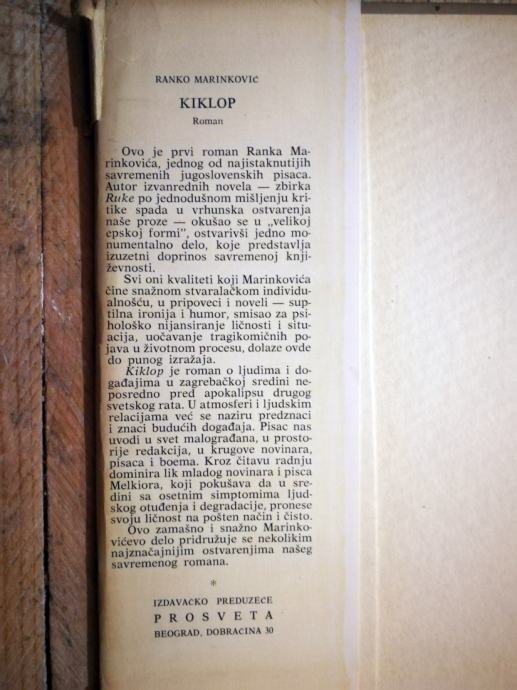 RANKO MARINKOVIĆ
KIKLOP
Roman
Ovo je prvi roman Ranka Ma-
rinkovića, jednog od najistaknutijih
savremenih jugoslovenskih pisaca.
Autor izvanrednih novela — zbirka
Ruke po jednodušnom mišljenju kri-
tike spada u vrhunska ostvarenja
naše proze — okušao se u „velikoj
epskoj formi”, ostvarivši jedno mo-
numentalno delo, koje predstavlja
izuzetni doprinos savremenoj knji-
ževnosti.
Svi oni kvaliteti koji Marinkovića
čine snažnom stvaralačkom individu-
alnošću, u pripoveci i noveli — sup-
tilna ironija i humor, smisao za psi-
hološko nijansiranje ličnosti i situ-
acija, uočavanje tragikomičnih po-
java u životnom procesu, dolaze ovde
do punog izražaja.
Kiklop je roman o ljudima i do-
gađajima u zagrebačkoj sredini ne-
posredno pred apokalipsu drugog
svetskog rata. U atmosferi i ljudskim
relacijama već se naziru predznaci
i znaci budućih događaja. Pisac nas
uvodi u svet malograđana, u prosto-
rije redakcija, u krugove novinara,
pisaca i boema. Kroz čitavu radnju
dominira lik mladog novinara i pisca
Melkiora, koji pokušava da u sre-
dini sa osetnim simptomima ljud-
skog otuđenja i degradacije, pronese
svoju ličnost na pošten način i čisto.
Ovo zamašno i snažno Marinko-
vićevo delo pridružuje se nekolikim
najznačajnijim ostvarenjima našeg
savremenog romana.
*
IZDAVAČKO PREDUZEĆE
PROSVETA
BEOGRAD, DOBRAČINA 30